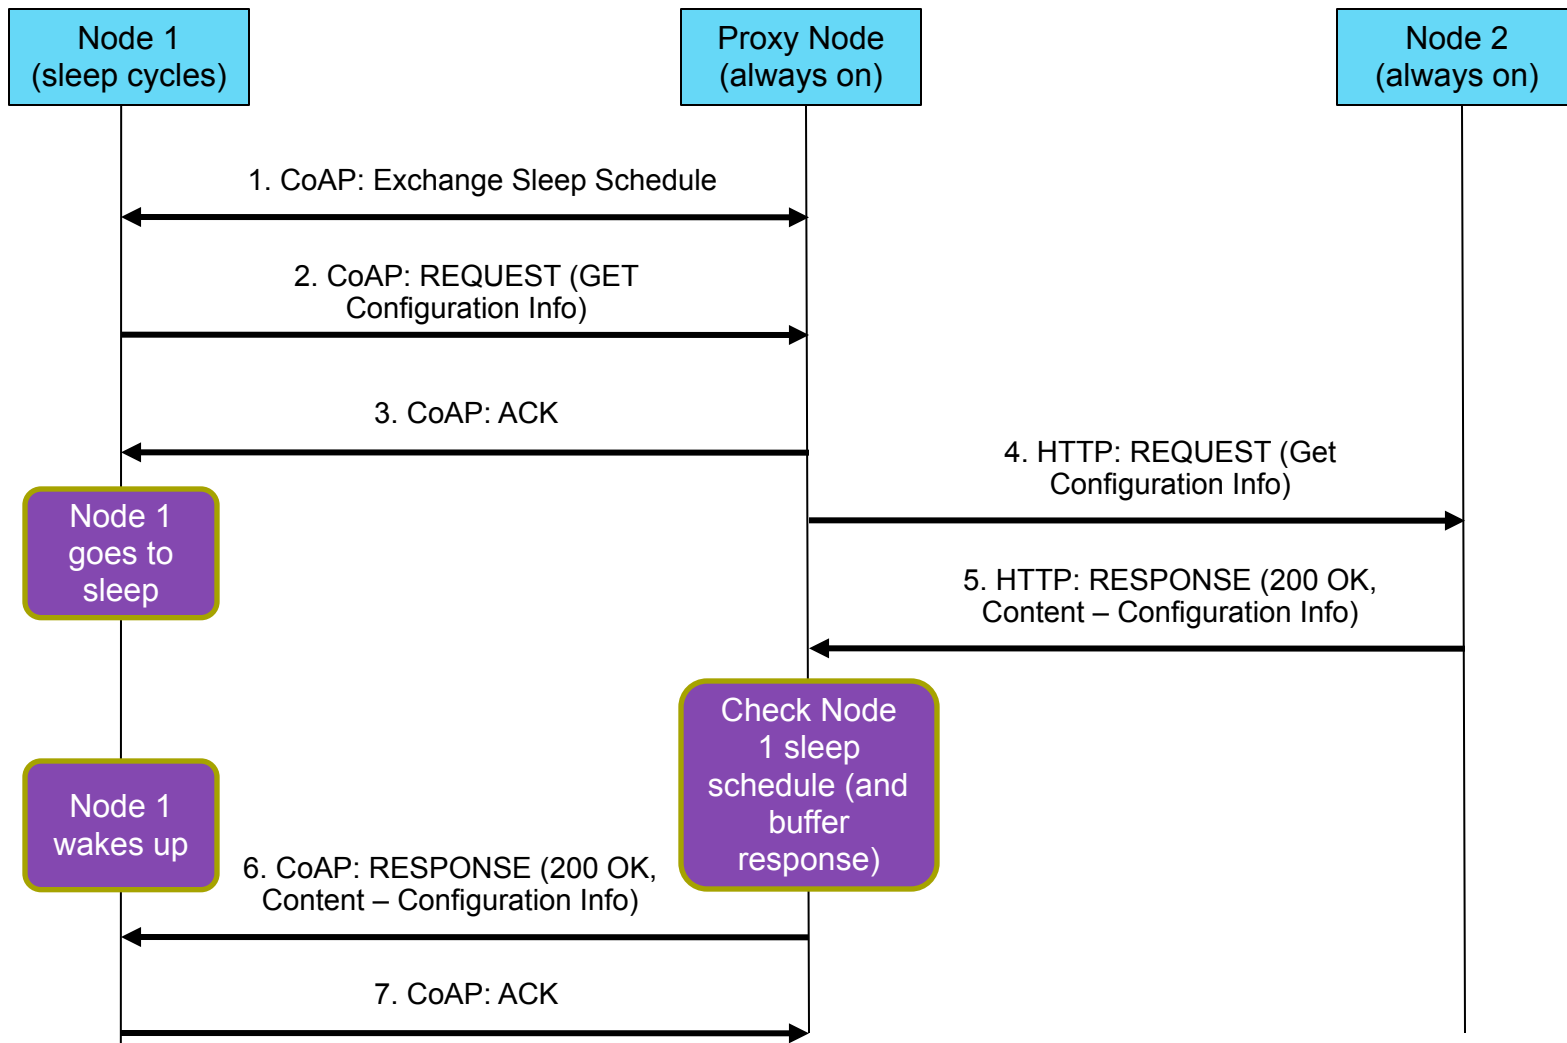 Node 1
(sleep cycles)
Proxy Node
(always on)
Node 2
(always on)
1. CoAP: Exchange Sleep Schedule
2. CoAP: REQUEST (GET
Configuration Info)
3. CoAP: ACK
4. HTTP: REQUEST (Get
Configuration Info)
Node 1
goes to
sleep
5. HTTP: RESPONSE (200 OK,
Content – Configuration Info)
Check Node
1 sleep
schedule (and
buffer
response)
Node 1
wakes up
6. CoAP: RESPONSE (200 OK,
Content – Configuration Info)
7. CoAP: ACK